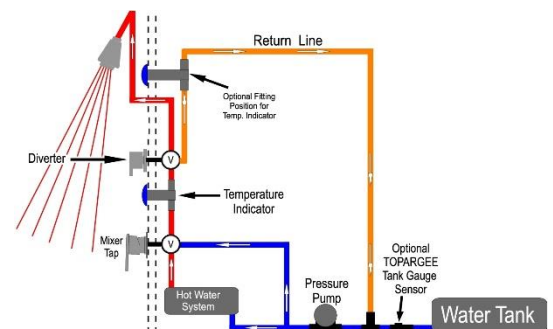 Return Line
Optional Fitting
Position for
Temp. Indicator
Diverter
V
Temperature
Indicator
Mixer
Tap
V
Hot Water
System
Pressure
Pump
Optional
TOPARGEE
Tank Gauge
Sensor
Water Tank